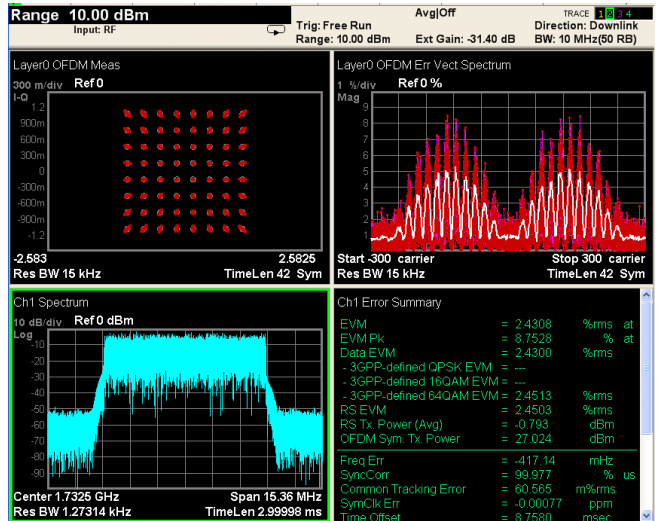 Range 10.00 dBm
Input: RF
Trig: Free Run
Range: 10.00 dBm
Avg|Off
Ext Gain: -31.40 dB
TRACE 1 2 3 4
Direction: Downlink
BW: 10 MHz(50 RB)
Layer0 OFDM Meas
300 m/div Ref 0
I-Q
1.2
900m
600m
300m
0
-300m
-600m
-900m
-1.2
-2.583 2.5825
Res BW 15 kHz TimeLen 42 Sym
Layer0 OFDM Err Vect Spectrum
1 %/div Ref 0 %
Mag
9
8
7
6
5
4
3
2
1
Start -300 carrier Stop 300 carrier
Res BW 15 kHz TimeLen 42 Sym
Ch1 Spectrum
10 dB/div Ref 0 dBm
Log
-10
-20
-30
-40
-50
-60
-70
-80
-90
Center 1.7325 GHz Span 15.36 MHz
Res BW 1.27314 kHz TimeLen 2.99998 ms
Ch1 Error Summary
EVM = 2.4308 %rms at
EVM Pk = 8.7528 % at
Data EVM = 2.4300 %rms
- 3GPP-defined QPSK EVM = ---
- 3GPP-defined 16QAM EVM = ---
- 3GPP-defined 64QAM EVM = 2.4513 %rms
RS EVM = 2.4503 %rms
RS Tx. Power (Avg) = -0.793 dBm
OFDM Sym. Tx. Power = 27.024 dBm
Freq Err = -417.14 mHz
SyncCorr = 99.977 % us
Common Tracking Error = 60.565 m%rms
SymClk Err = -0.00077 ppm
Time Offset = 8.7580 msec